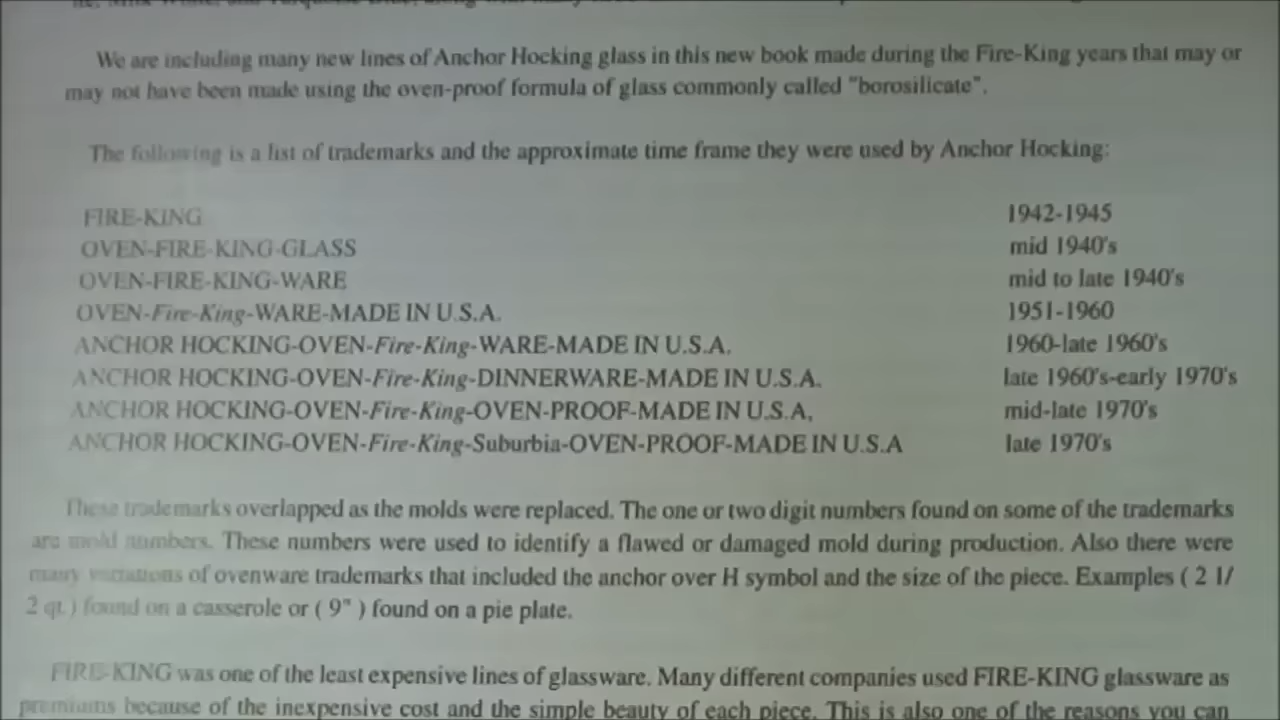 We are including many new lines of Anchor Hocking glass in this new book made during the Fire-King years that may or
may not have been made using the oven-proof formula of glass commonly called "borosilicate".
The following is a list of trademarks and the approximate time frame they were used by Anchor Hocking:
FIRE-KING 1942-1945
OVEN-FIRE-KING-GLASS mid 1940's
OVEN-FIRE-KING-WARE mid to late 1940's
OVEN-Fire-King-WARE-MADE IN U.S.A. 1951-1960
ANCHOR HOCKING-OVEN-Fire-King-WARE-MADE IN U.S.A. 1960-late 1960's
ANCHOR HOCKING-OVEN-Fire-King-DINNERWARE-MADE IN U.S.A. late 1960's-early 1970's
ANCHOR HOCKING-OVEN-Fire-King-OVEN-PROOF-MADE IN U.S.A, mid-late 1970's
ANCHOR HOCKING-OVEN-Fire-King-Suburbia-OVEN-PROOF-MADE IN U.S.A late 1970's
These trademarks overlapped as the molds were replaced. The one or two digit numbers found on some of the trademarks
are mold numbers. These numbers were used to identify a flawed or damaged mold during production. Also there were
many variations of ovenware trademarks that included the anchor over H symbol and the size of the piece. Examples ( 2 1/
2 qt. ) found on a casserole or ( 9" ) found on a pie plate.
FIRE-KING was one of the least expensive lines of glassware. Many different companies used FIRE-KING glassware as
premiums because of the inexpensive cost and the simple beauty of each piece. This is also one of the reasons you can